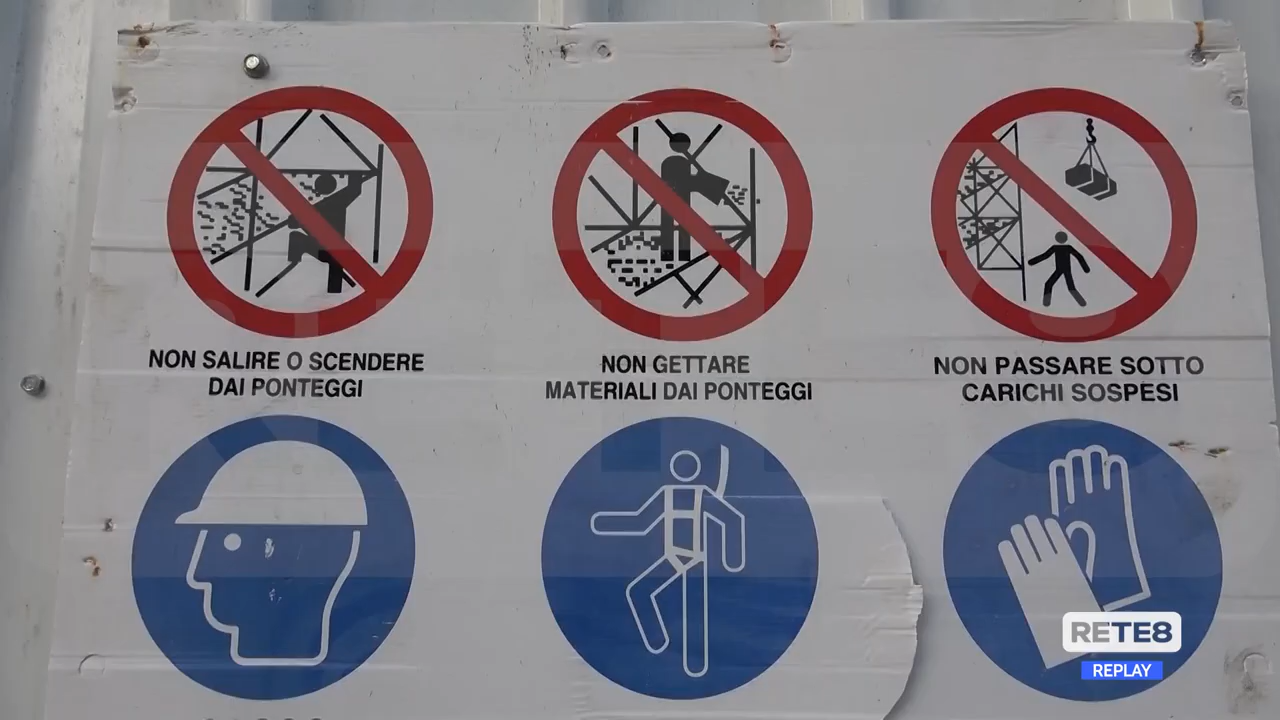 NON SALIRE O SCENDERE
DAI PONTEGGI
NON GETTARE
MATERIALI DAI PONTEGGI
NON PASSARE SOTTO
CARICHI SOSPESI
RETE8
REPLAY